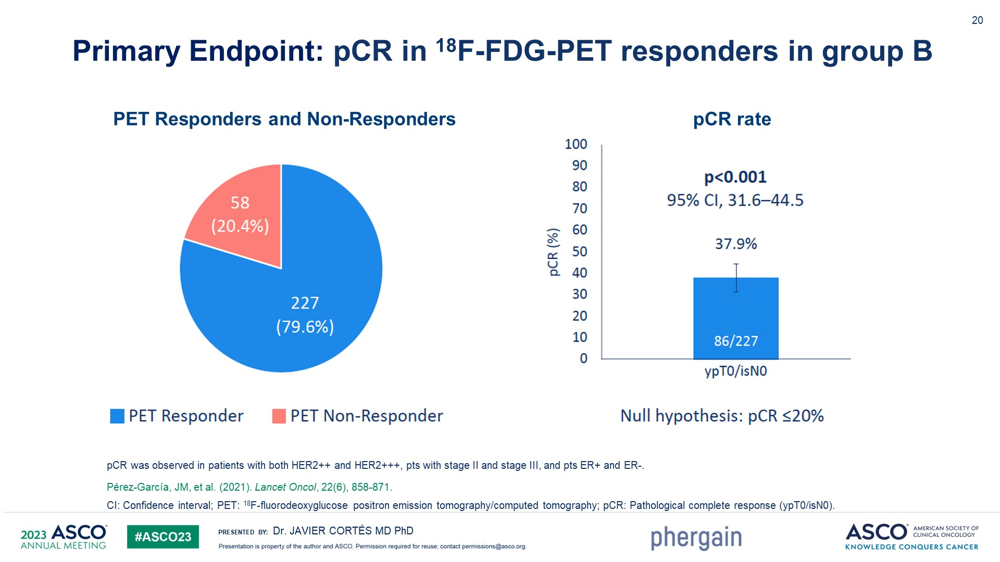 20
Primary Endpoint: pCR in ¹⁸F-FDG-PET responders in group B
PET Responders and Non-Responders
58
(20.4%)
227
(79.6%)
PET Responder
PET Non-Responder
pCR rate
100
90
80
70
60
50
40
30
20
10
0
pCR (%)
p<0.001
95% CI, 31.6–44.5
37.9%
86/227
ypT0/isN0
Null hypothesis: pCR ≤20%
pCR was observed in patients with both HER2++ and HER2+++, pts with stage II and stage III, and pts ER+ and ER-.
Pérez-García, JM, et al. (2021). Lancet Oncol, 22(6), 858-871.
CI: Confidence interval; PET: ¹⁸F-fluorodeoxyglucose positron emission tomography/computed tomography; pCR: Pathological complete response (ypT0/isN0).
2023 ASCO®
ANNUAL MEETING
#ASCO23
PRESENTED BY: Dr. JAVIER CORTÉS MD PhD
Presentation is property of the author and ASCO. Permission required for reuse; contact permissions@asco.org.
phergain
ASCO® AMERICAN SOCIETY OF
CLINICAL ONCOLOGY
KNOWLEDGE CONQUERS CANCER